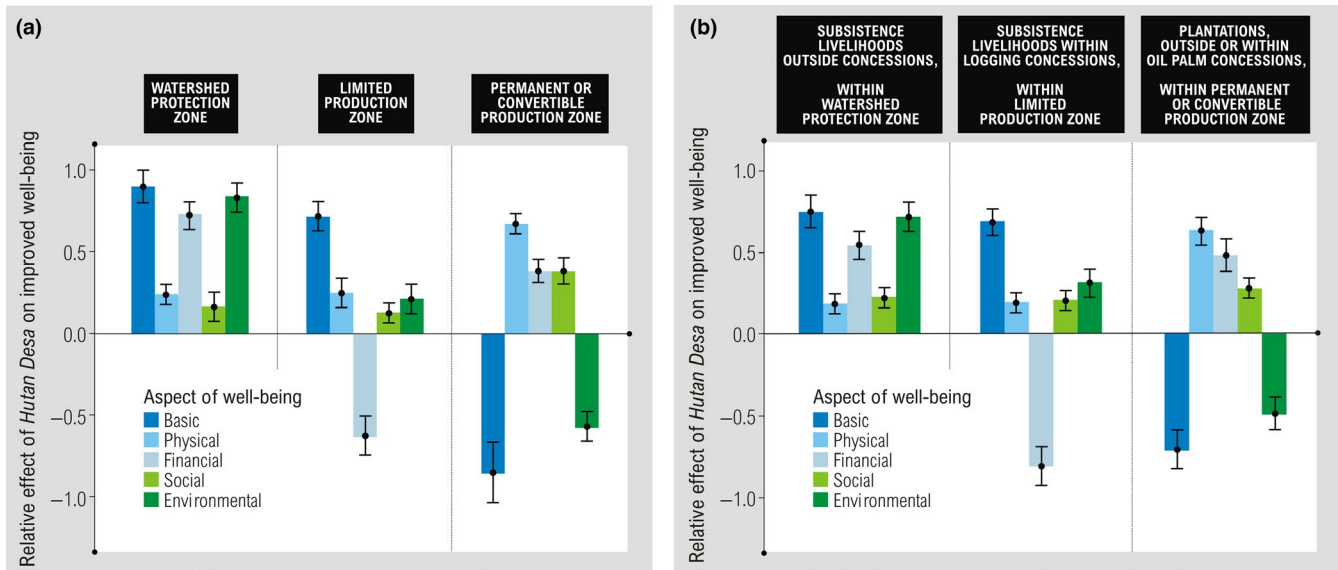 (a)
WATERSHED
PROTECTION
ZONE
LIMITED
PRODUCTION
ZONE
PERMANENT OR
CONVERTIBLE
PRODUCTION ZONE
Relative effect of Hutan Desa on improved well-being
1.0
0.5
0.0
−0.5
−1.0
Aspect of well-being
Basic
Physical
Financial
Social
Environmental
(b)
SUBSISTENCE
LIVELIHOODS
OUTSIDE CONCESSIONS,
WITHIN
WATERSHED
PROTECTION ZONE
SUBSISTENCE
LIVELIHOODS WITHIN
LOGGING CONCESSIONS,
WITHIN
LIMITED
PRODUCTION ZONE
PLANTATIONS,
OUTSIDE OR WITHIN
OIL PALM CONCESSIONS,
WITHIN PERMANENT
OR CONVERTIBLE
PRODUCTION ZONE
Relative effect of Hutan Desa on improved well-being
1.0
0.5
0.0
−0.5
−1.0
Aspect of well-being
Basic
Physical
Financial
Social
Environmental